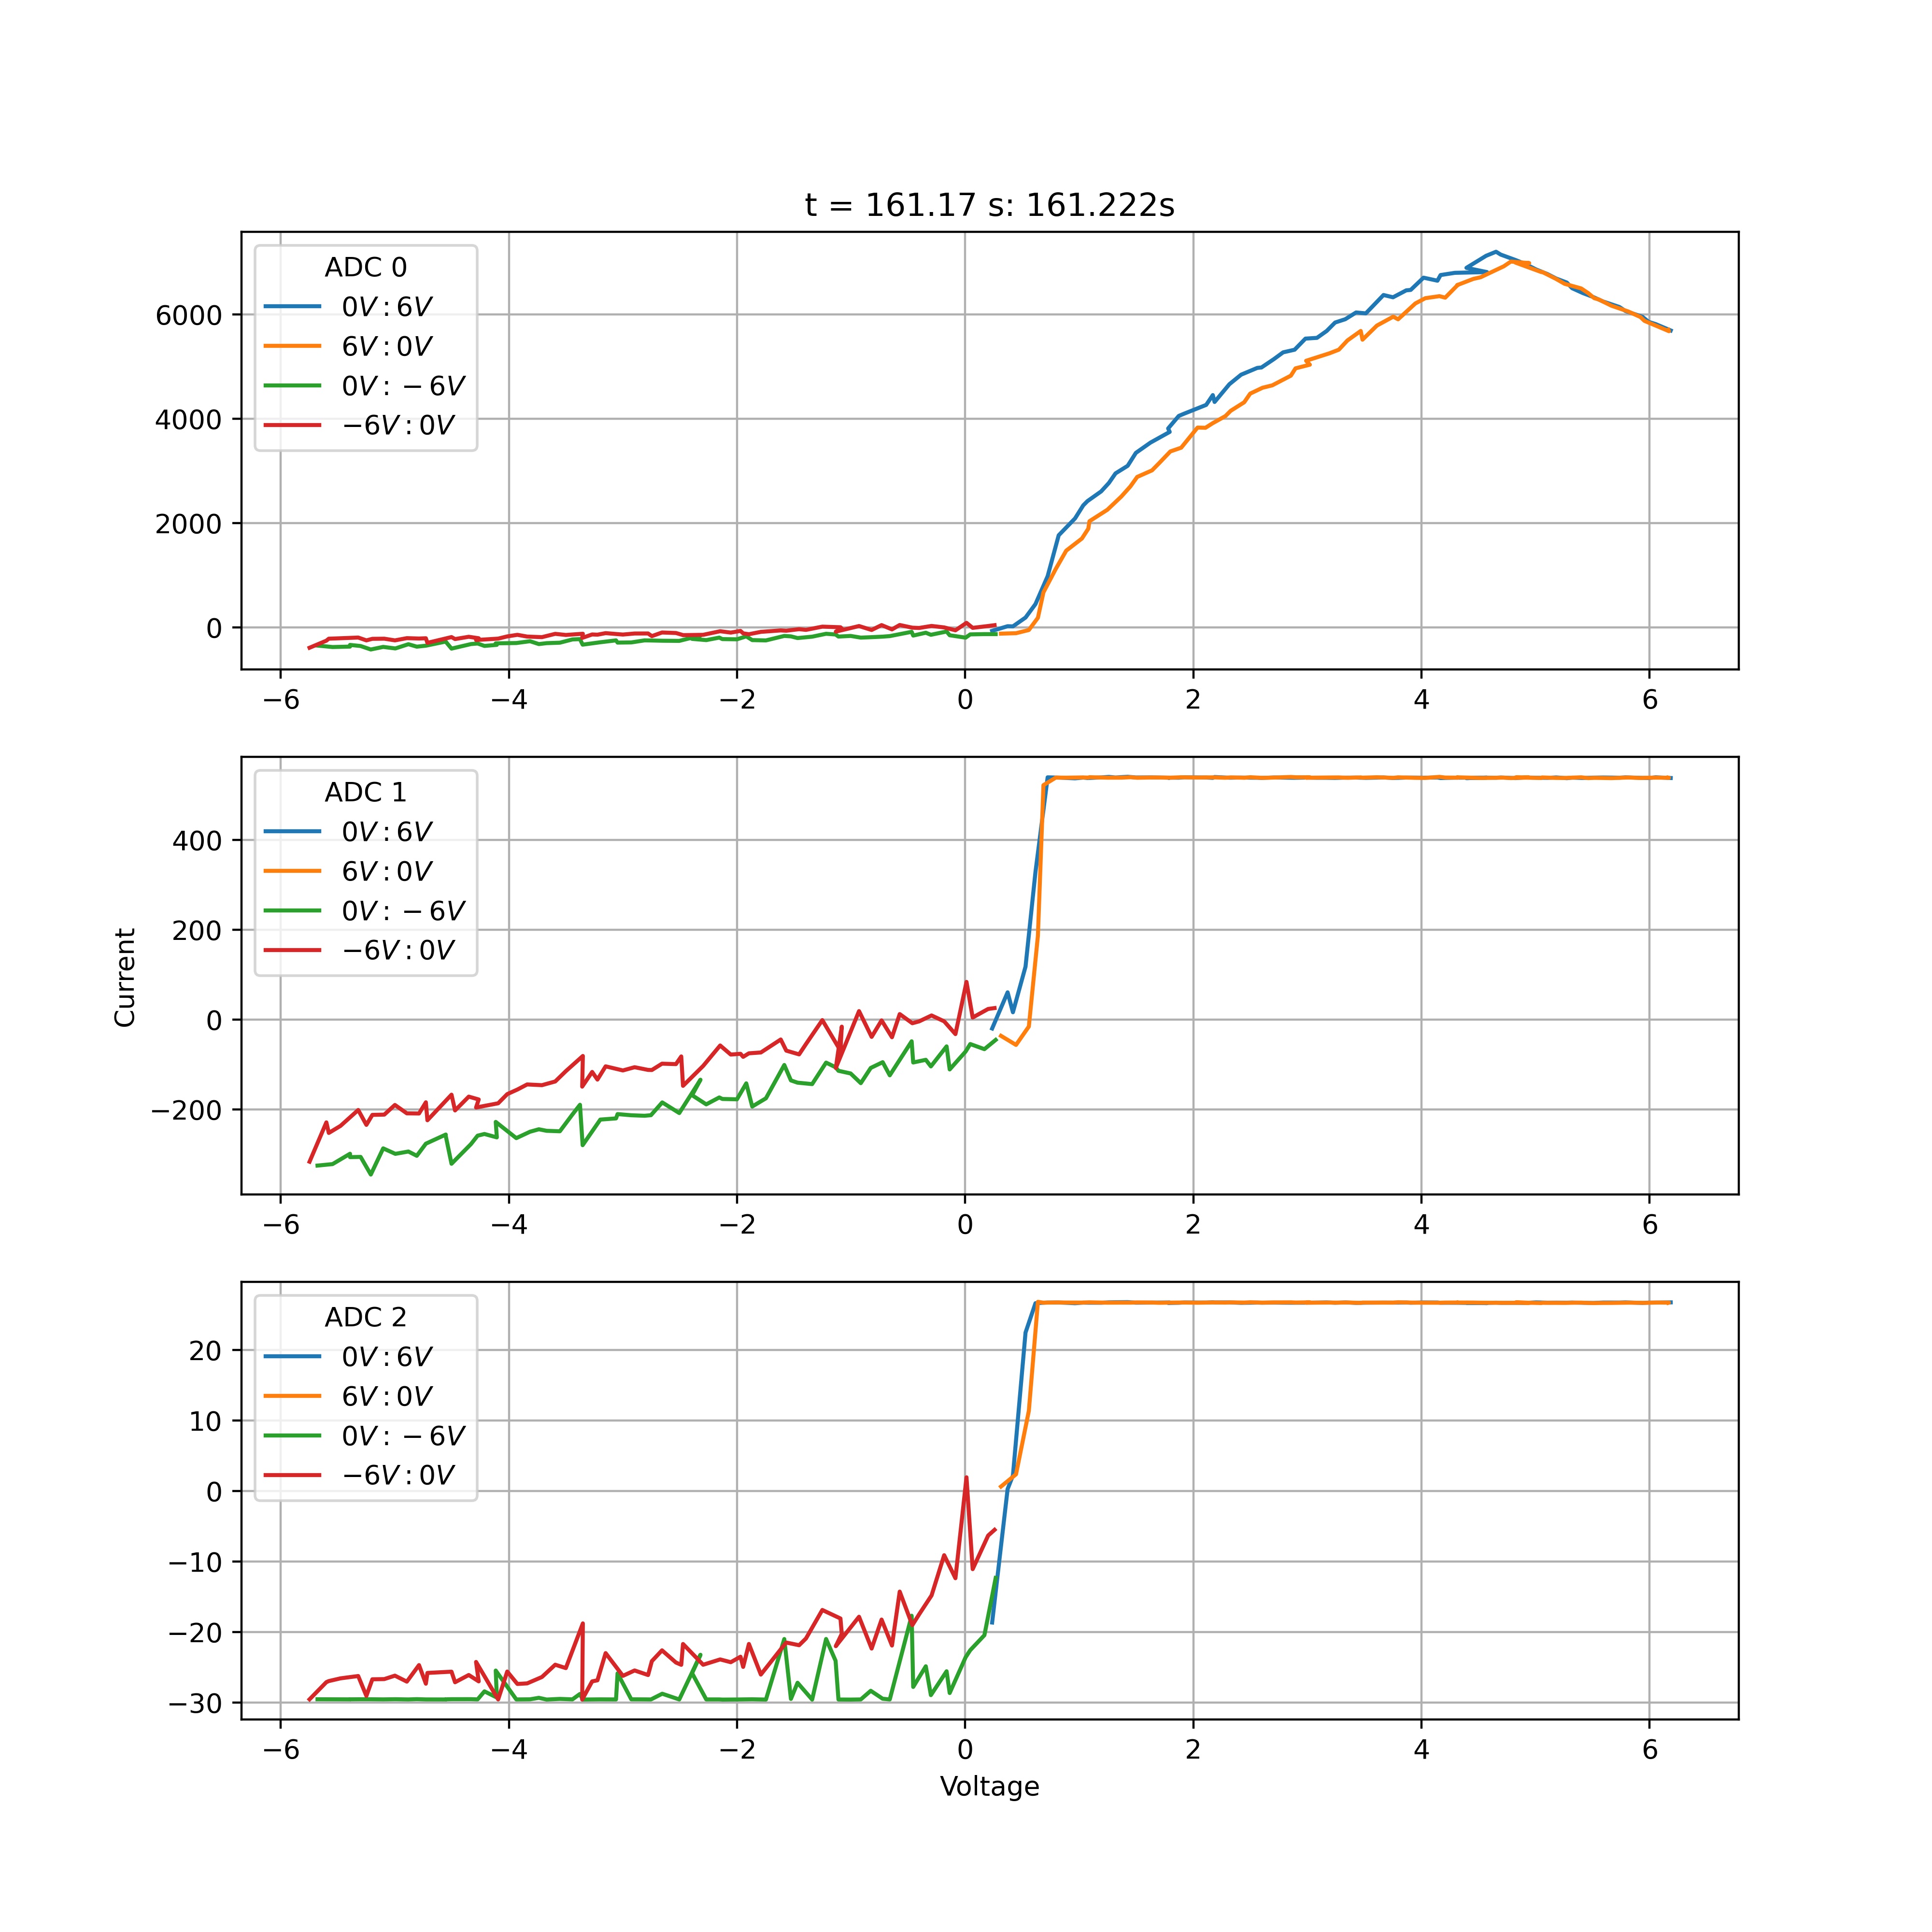 t = 161.17 s: 161.222s
ADC 0
0V : 6V
6V : 0V
0V : − 6V
−6V : 0V
6000
4000
2000
0
−6 −4 −2 0 2 4 6
ADC 1
0V : 6V
6V : 0V
0V : − 6V
−6V : 0V
400
200
0
−200
−6 −4 −2 0 2 4 6
Current
ADC 2
0V : 6V
6V : 0V
0V : − 6V
−6V : 0V
20
10
0
−10
−20
−30
−6 −4 −2 0 2 4 6
Voltage